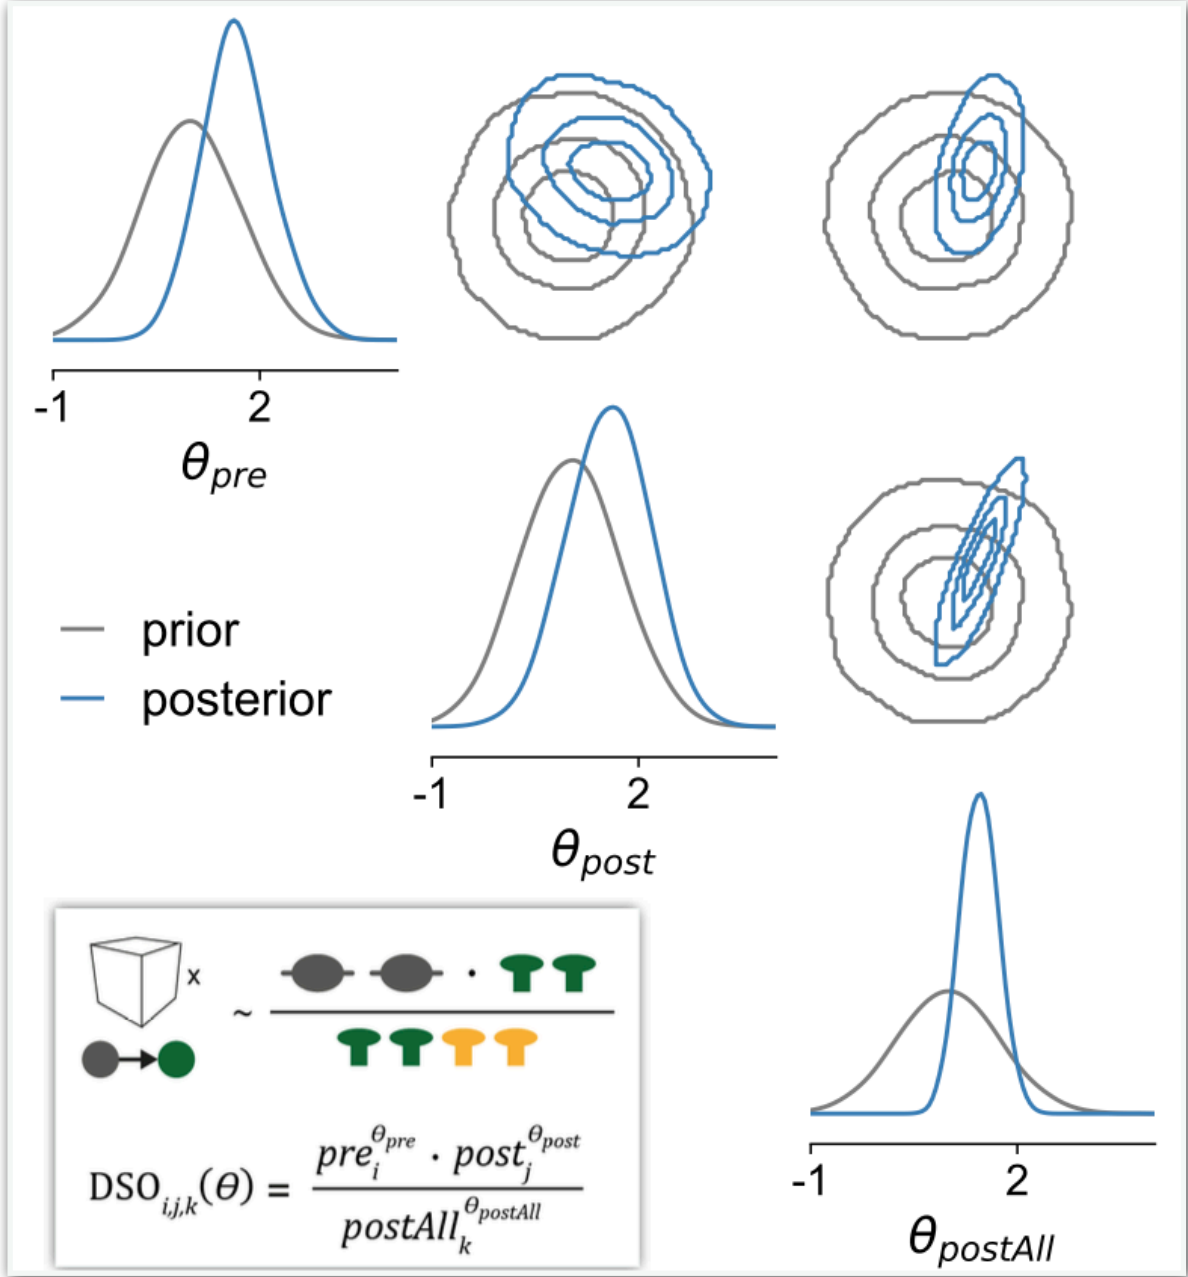 -1 2
θpre
prior
posterior
-1 2
θpost
x
~ ·
DSOi,j,k(θ) = preiθpre · postjθpost / postAllkθpostAll
-1 2
θpostAll